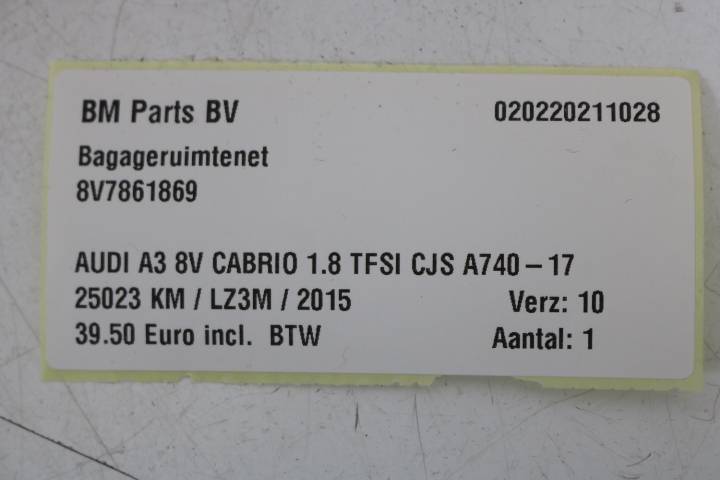 BM Parts BV 020220211028
Bagageruimtenet
8V7861869
AUDI A3 8V CABRIO 1.8 TFSI CJS A740-17
25023 KM / LZ3M / 2015 Verz: 10
39.50 Euro incl. BTW Aantal: 1